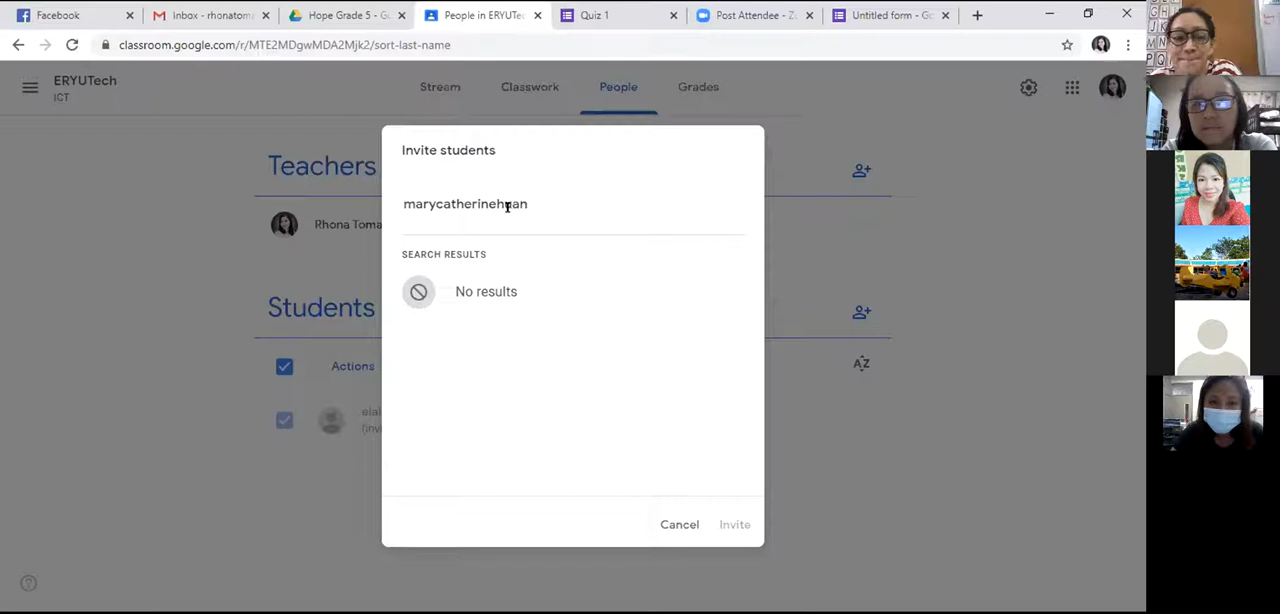 Facebook
Inbox - rhonatom
Hope Grade 5 - G
People in ERYUTec
Quiz 1
Post Attendee - Z
Untitled form - Go
classroom.google.com/r/MTE2MDgwMDA2Mjk2/sort-last-name
ERYUTech
ICT
Stream
Classwork
People
Grades
Teachers
Rhona Toma
Students
Actions
AZ
Invite students
SEARCH RESULTS
No results
Cancel
Invite